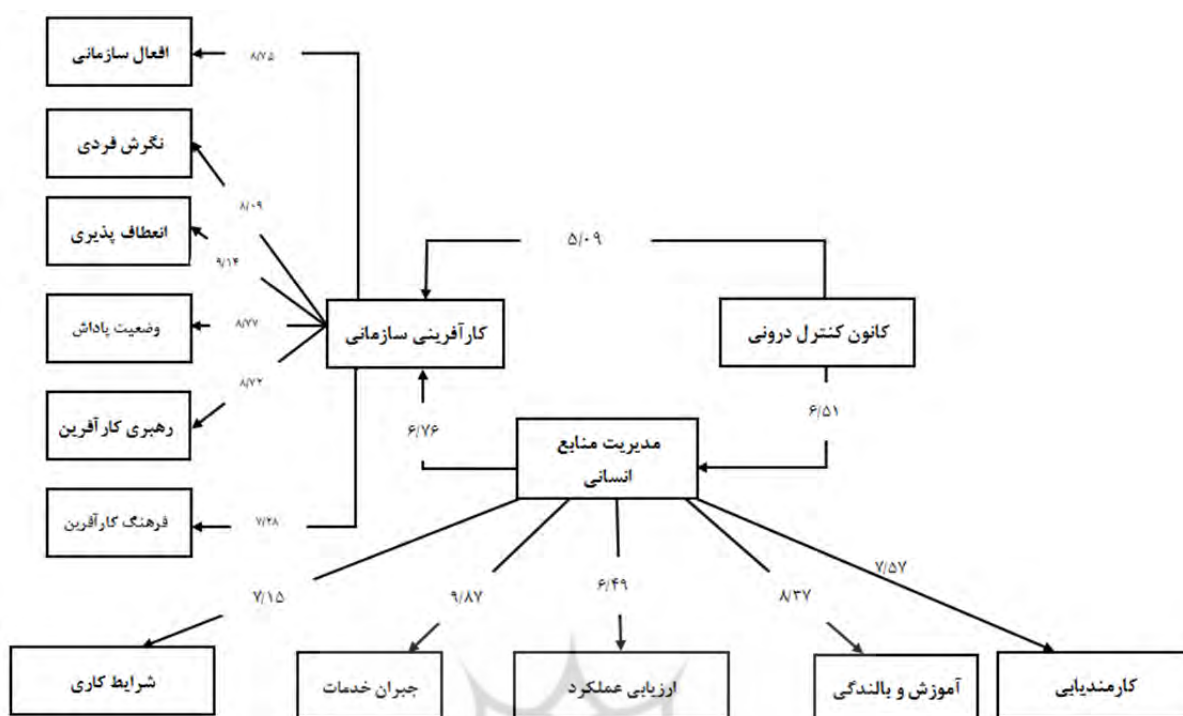 افعال سازمانی
۸/۷۵
نگرش فردی
۸/۰۹
انعطاف پذیری
۹/۱۴
۵/۰۹
وضعیت پاداش
۸/۷۷
کارآفرینی سازمانی
کانون کنترل درونی
۸/۷۲
رهبری کارآفرین
۶/۷۶
مدیریت منابع
انسانی
۶/۵۱
فرهنگ کارآفرین
۷/۲۸
۷/۵۷
۸/۳۷
۶/۴۹
۹/۸۷
۷/۱۵
کارمندیابی
آموزش و بالندگی
ارزیابی عملکرد
جبران خدمات
شرایط کاری